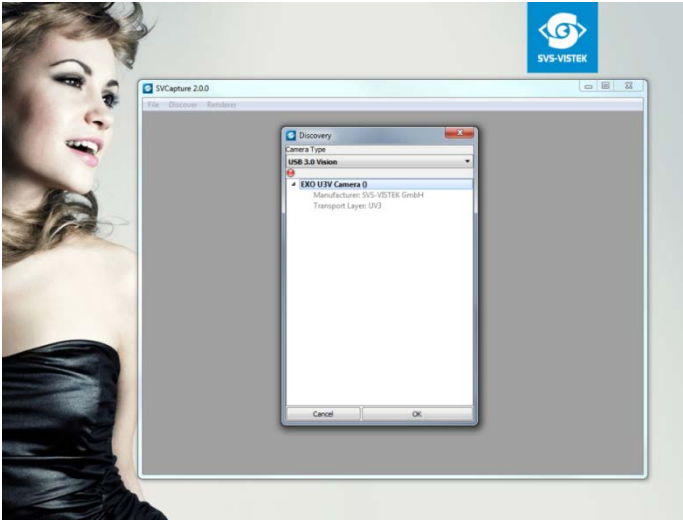 SVS-VISTEK
SVCapture 2.0.0
File Discover Renderer
Discovery
Camera Type
USB 3.0 Vision
EXO U3V Camera ()
Manufacturer: SVS-VISTEK GmbH
Transport Layer: UV3
Cancel OK